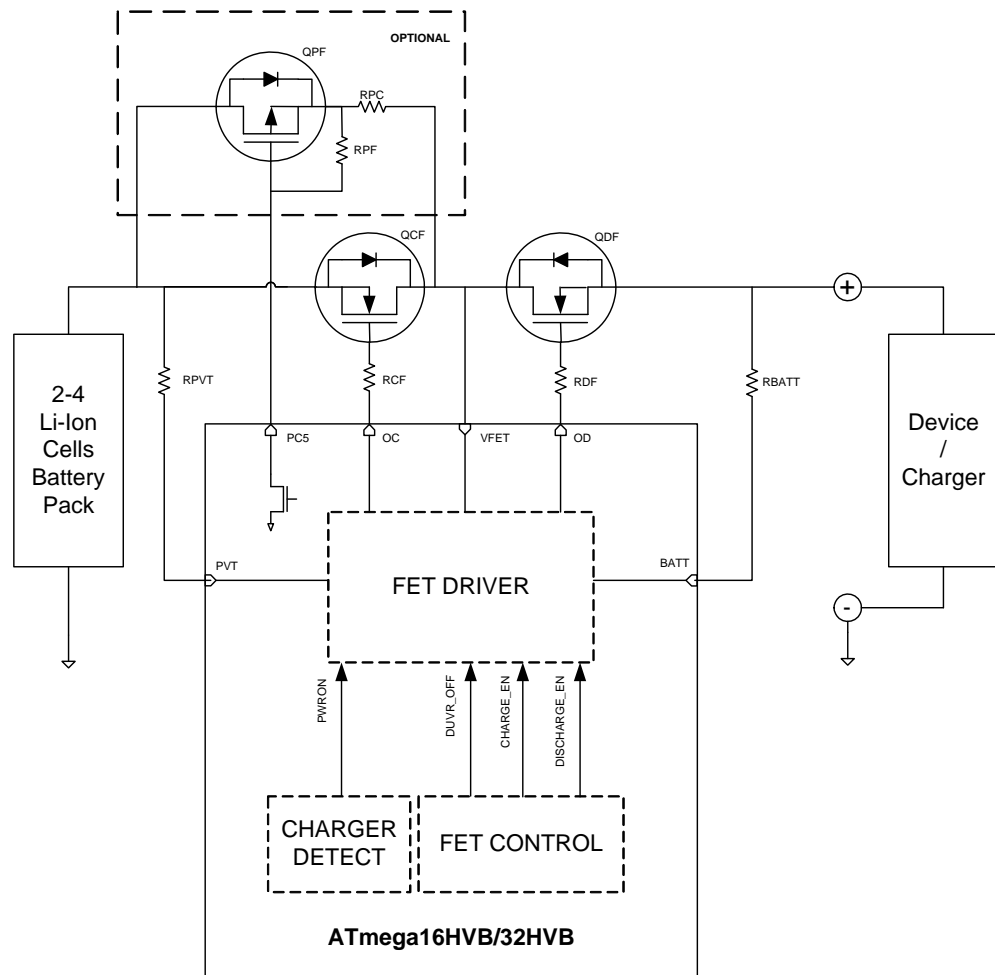 OPTIONAL
QPF
RPC
RPF
QCF
QDF
+
2-4
Li-Ion
Cells
Battery
Pack
RPVT
RCF
RDF
RBATT
Device
/
Charger
PC5
OC
VFET
OD
PVT
FET DRIVER
BATT
-
PWRON
DUVR_OFF
CHARGE_EN
DISCHARGE_EN
CHARGER
DETECT
FET CONTROL
ATmega16HVB/32HVB